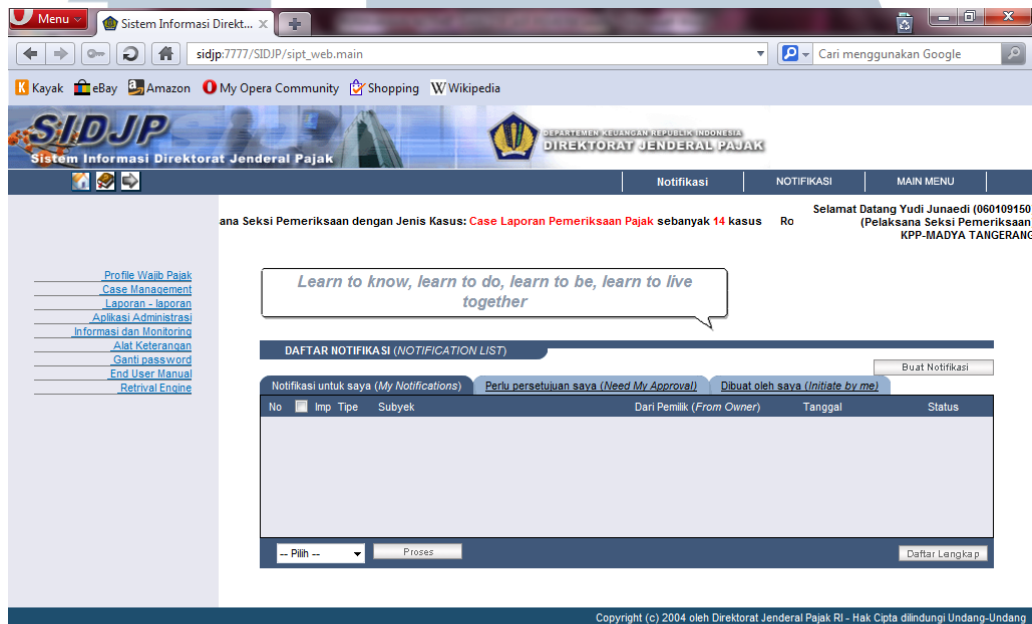 Menu
Sistem Informasi Direkt...
sidjp:7777/SIDJP/sipt_web.main
Cari menggunakan Google
Kayak eBay Amazon My Opera Community Shopping Wikipedia
SIDJP
Sistem Informasi Direktorat Jenderal Pajak
DEPARTEMEN KEUANGAN REPUBLIK INDONESIA
DIREKTORAT JENDERAL PAJAK
Notifikasi NOTIFIKASI MAIN MENU
ana Seksi Pemeriksaan dengan Jenis Kasus: Case Laporan Pemeriksaan Pajak sebanyak 14 kasus Ro
Selamat Datang Yudi Junaedi (060109150
(Pelaksana Seksi Pemeriksaan
KPP-MADYA TANGERANG
Profile Wajib Pajak
Case Management
Laporan - laporan
Aplikasi Administrasi
Informasi dan Monitoring
Alat Keterangan
Ganti password
End User Manual
Retrival Engine
Learn to know, learn to do, learn to be, learn to live
together
DAFTAR NOTIFIKASI (NOTIFICATION LIST)
Buat Notifikasi
Notifikasi untuk saya (My Notifications) Perlu persetujuan saya (Need My Approval) Dibuat oleh saya (Initiate by me)
No Imp Tipe Subyek Dari Pemilik (From Owner) Tanggal Status
-- Pilih -- Proses Daftar Lengkap
Copyright (c) 2004 oleh Direktorat Jenderal Pajak RI - Hak Cipta dilindungi Undang-Undang